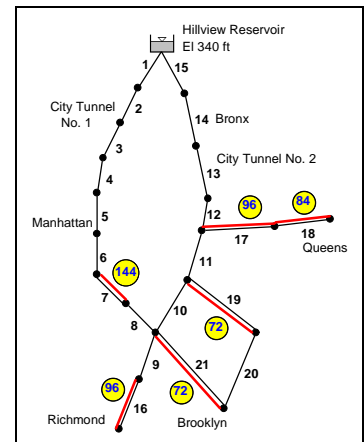 Hillview Reservoir
El 340 ft
1
15
2
City Tunnel
No. 1
14
Bronx
3
13
City Tunnel No. 2
4
96
84
12
5
Manhattan
17
18
Queens
6
11
144
7
19
10
72
8
9
21
20
96
72
16
Richmond
Brooklyn